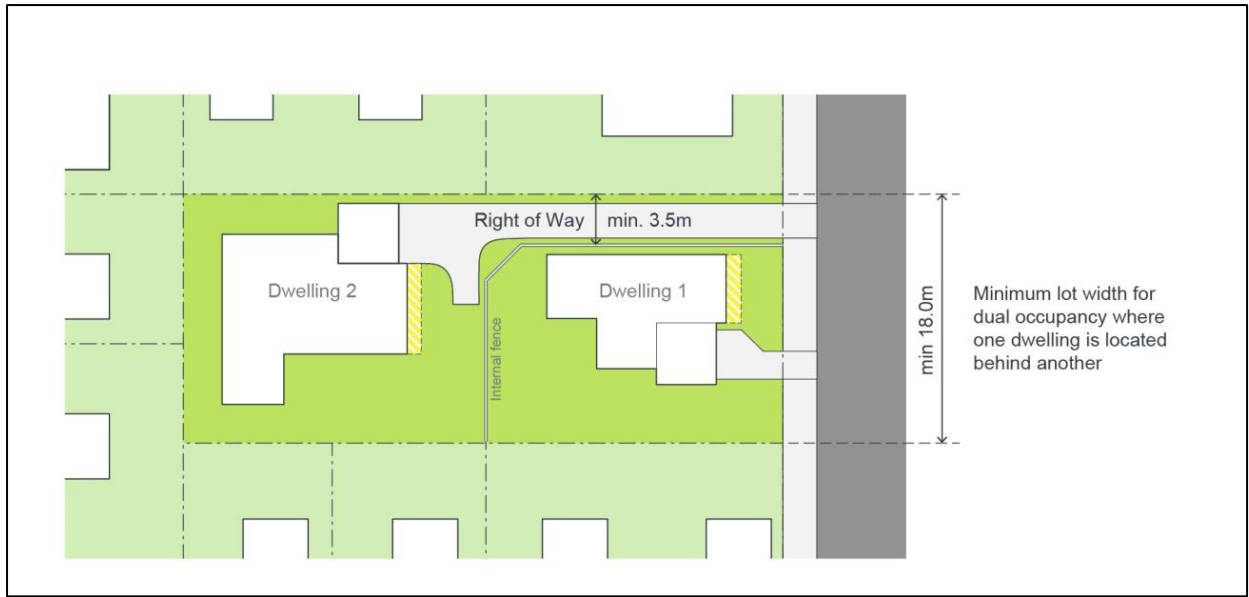 Right of Way
min. 3.5m
Dwelling 2
Dwelling 1
Internal fence
min 18.0m
Minimum lot width for
dual occupancy where
one dwelling is located
behind another